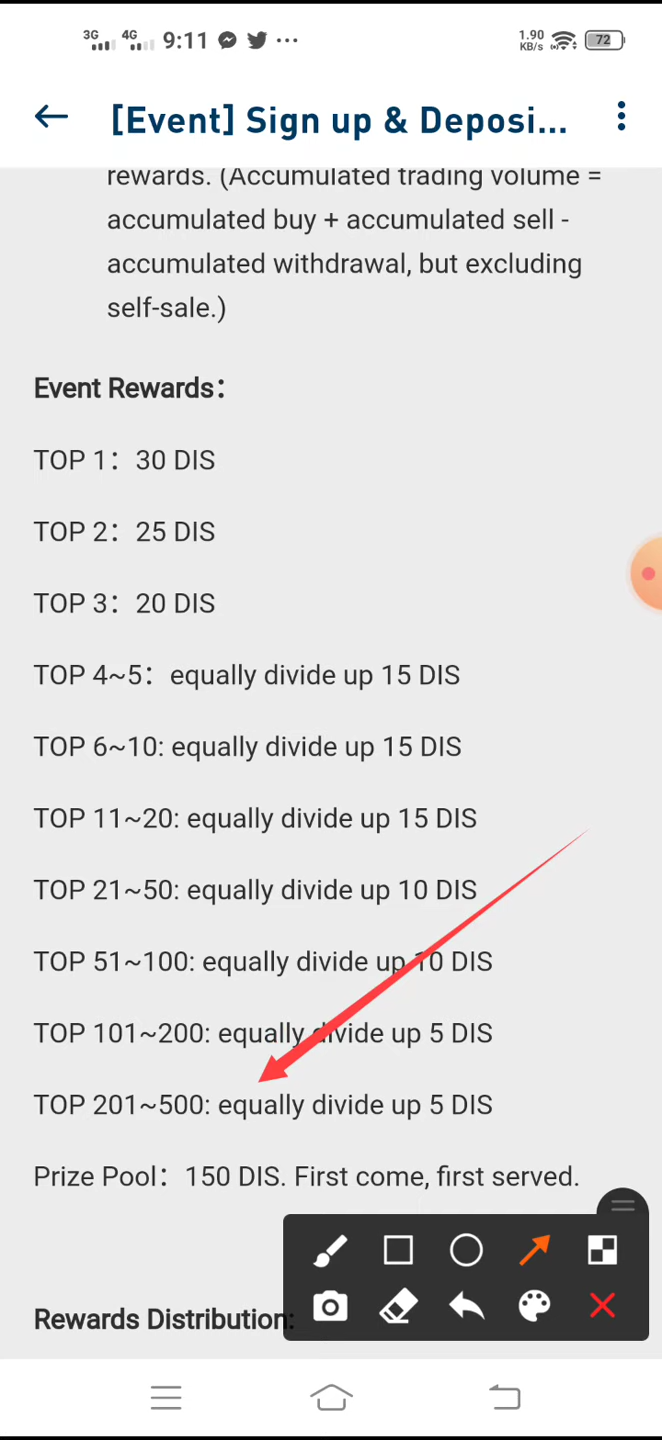 3G 4G 9:11 ... 1.90 KB/s 72
[Event] Sign up & Deposi...
rewards. (Accumulated trading volume =
accumulated buy + accumulated sell -
accumulated withdrawal, but excluding
self-sale.)
Event Rewards：
TOP 1：30 DIS
TOP 2：25 DIS
TOP 3：20 DIS
TOP 4~5：equally divide up 15 DIS
TOP 6~10: equally divide up 15 DIS
TOP 11~20: equally divide up 15 DIS
TOP 21~50: equally divide up 10 DIS
TOP 51~100: equally divide up 10 DIS
TOP 101~200: equally divide up 5 DIS
TOP 201~500: equally divide up 5 DIS
Prize Pool：150 DIS. First come, first served.
Rewards Distribution: